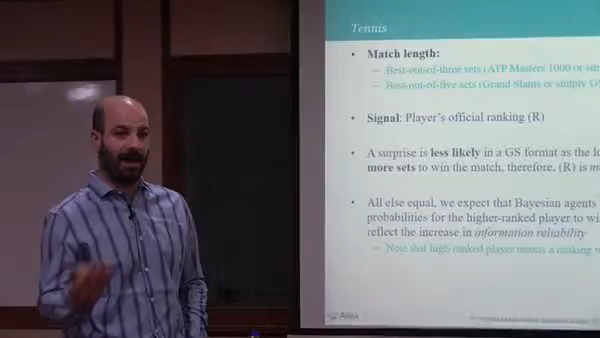 Tennis
• Match length:
– Best-out-of-three sets (ATP Masters 1000 or
– Best-out-of-five sets (Grand Slams or simply
• Signal: Player's official ranking (R)
• A surprise is less likely in a GS format as the
more sets to win the match, therefore, (R) is
• All else equal, we expect that Bayesian agents
probabilities for the higher-ranked player to
reflect the increase in information reliability
– Note that high-ranked player means a ranking